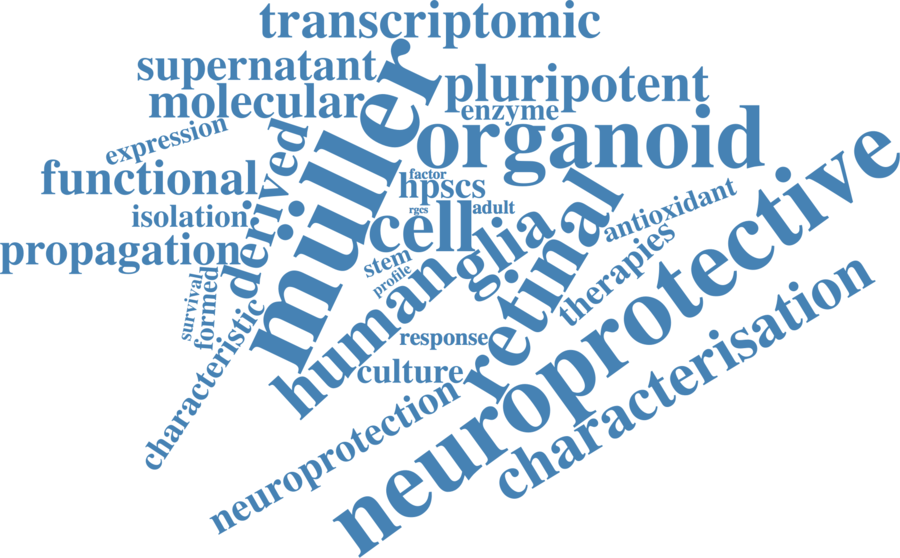 transcriptomic
supernatant
pluripotent
molecular
enzyme
organoid
expression
müller
derived
functional
factor
hpscs
isolation
rgcs
adult
cell
antioxidant
propagation
glia
retinal
neuroprotective
stem
profile
human
therapies
survival
formed
characteristic
response
culture
characterisation
neuroprotection